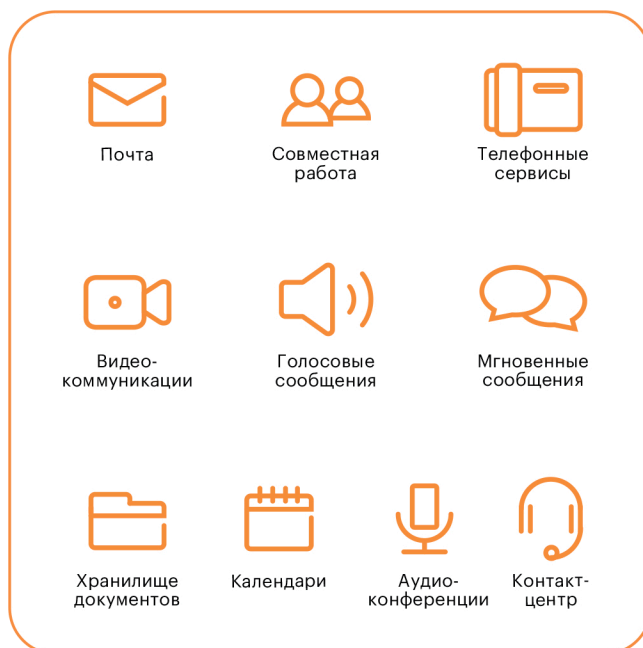 Почта
Совместная
работа
Телефонные
сервисы
Видео-
коммуникации
Голосовые
сообщения
Мгновенные
сообщения
Хранилище
документов
Календари
Аудио-
конференции
Контакт-
центр